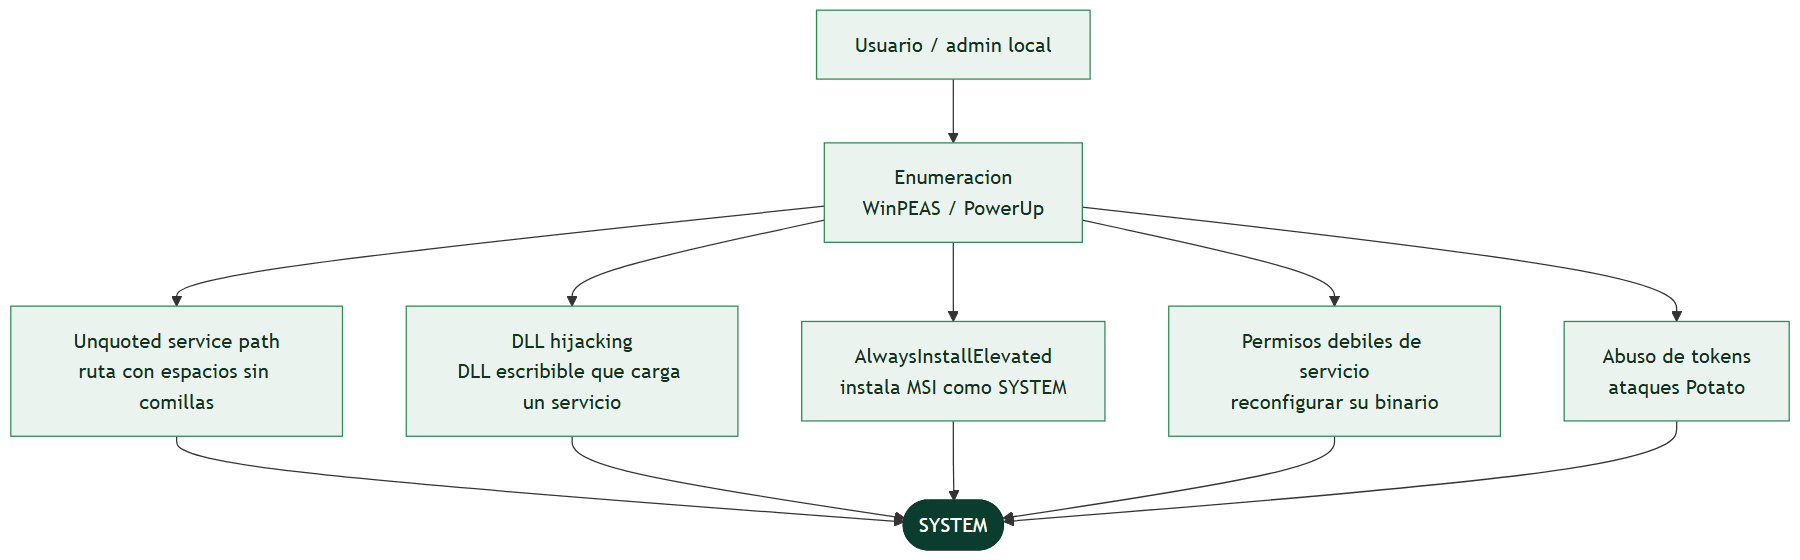 Usuario / admin local
Enumeracion
WinPEAS / PowerUp
Unquoted service path
ruta con espacios sin
comillas
DLL hijacking
DLL escribible que carga
un servicio
AlwaysInstallElevated
instala MSI como SYSTEM
Permisos debiles de
servicio
reconfigurar su binario
Abuso de tokens
ataques Potato
SYSTEM